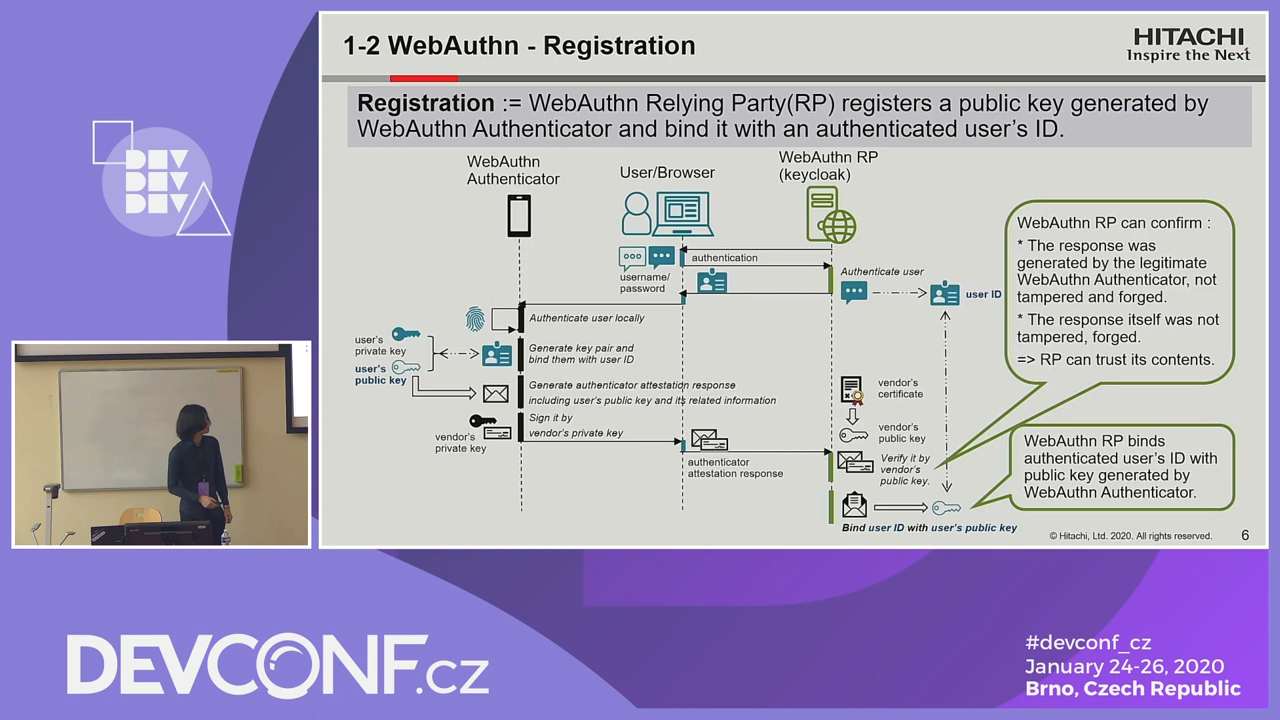 1-2 WebAuthn - Registration
HITACHI
Inspire the Next
Registration := WebAuthn Relying Party(RP) registers a public key generated by
WebAuthn Authenticator and bind it with an authenticated user's ID.
DEV
DEV
DEV
WebAuthn
Authenticator
User/Browser
WebAuthn RP
(keycloak)
authentication
username/
password
Authenticate user
user ID
Authenticate user locally
user's
private key
user's
public key
Generate key pair and
bind them with user ID
Generate authenticator attestation response
including user's public key and its related information
Sign it by
vendor's private key
vendor's
private key
authenticator
attestation response
vendor's
certificate
vendor's
public key
Verify it by
vendor's
public key.
Bind user ID with user's public key
WebAuthn RP can confirm :
* The response was
generated by the legitimate
WebAuthn Authenticator, not
tampered and forged.
* The response itself was not
tampered, forged.
=> RP can trust its contents.
WebAuthn RP binds
authenticated user's ID with
public key generated by
WebAuthn Authenticator.
© Hitachi, Ltd. 2020. All rights reserved.
6
DEVCONF.cz
#devconf_cz
January 24-26, 2020
Brno, Czech Republic